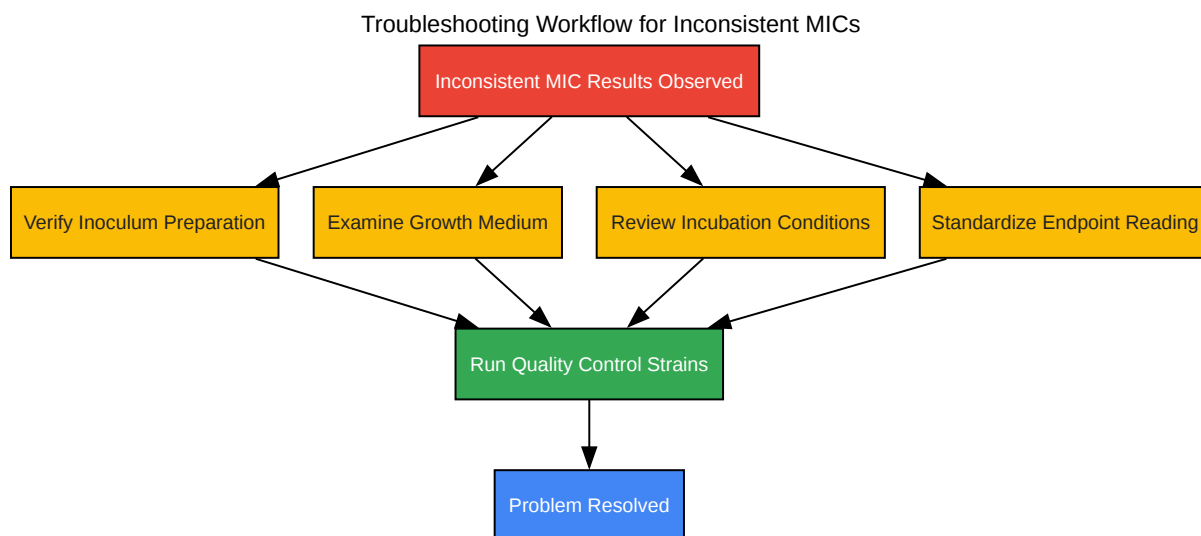 Troubleshooting Workflow for Inconsistent MICs
Inconsistent MIC Results Observed
Verify Inoculum Preparation
Examine Growth Medium
Review Incubation Conditions
Standardize Endpoint Reading
Run Quality Control Strains
Problem Resolved